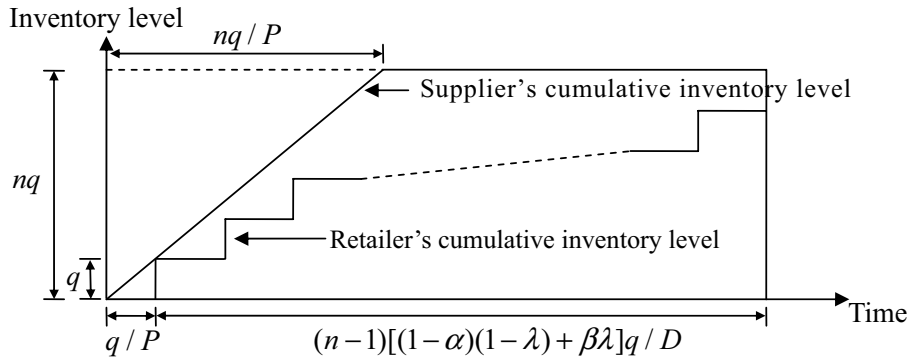 Inventory level
nq / P
Supplier's cumulative inventory level
nq
Retailer's cumulative inventory level
q
Time
q / P
(n−1)[(1−α)(1−λ)+βλ]q / D